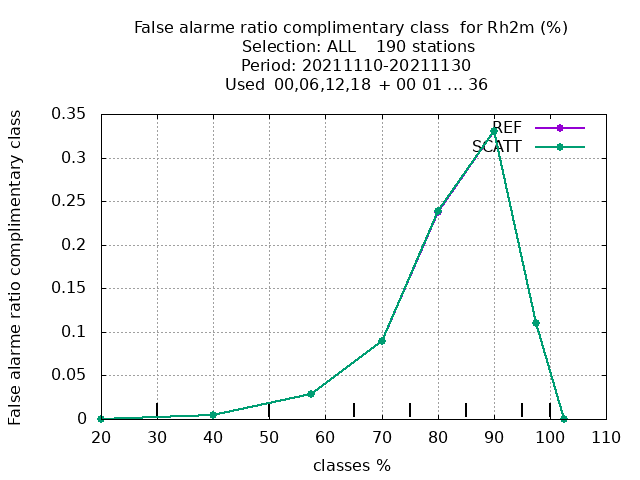 False alarme ratio complimentary class  for Rh2m (%)
Selection: ALL    190 stations
Period: 20211110-20211130
Used  00,06,12,18  + 00 01 ... 36
False alarme ratio complimentary class
0.35
0.3
0.25
0.2
0.15
0.1
0.05
0
REF
SCATT
20 30 40 50 60 70 80 90 100 110
classes %